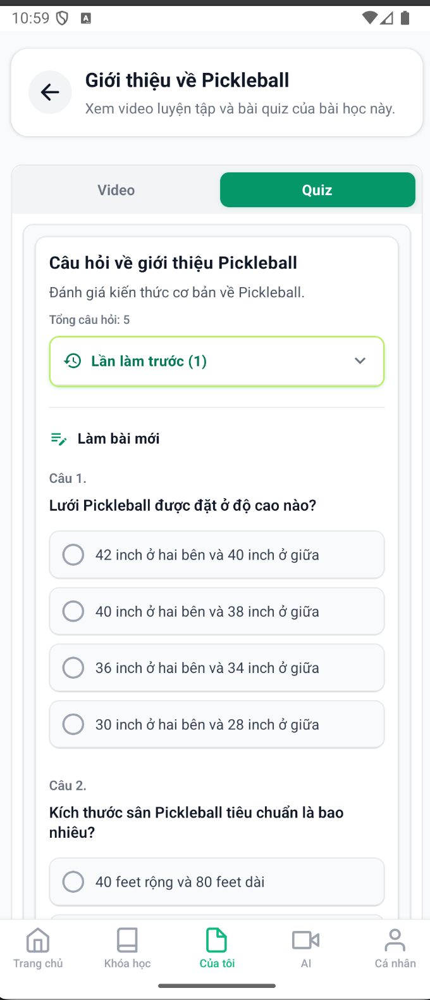 10:59
A
Giới thiệu về Pickleball
Xem video luyện tập và bài quiz của bài học này.
Video
Quiz
Câu hỏi về giới thiệu Pickleball
Đánh giá kiến thức cơ bản về Pickleball.
Tổng câu hỏi: 5
Lần làm trước (1)
Làm bài mới
Câu 1.
Lưới Pickleball được đặt ở độ cao nào?
42 inch ở hai bên và 40 inch ở giữa
40 inch ở hai bên và 38 inch ở giữa
36 inch ở hai bên và 34 inch ở giữa
30 inch ở hai bên và 28 inch ở giữa
Câu 2.
Kích thước sân Pickleball tiêu chuẩn là bao
nhiêu?
40 feet rộng và 80 feet dài
Trang chủ
Khóa học
Của tôi
AI
Cá nhân